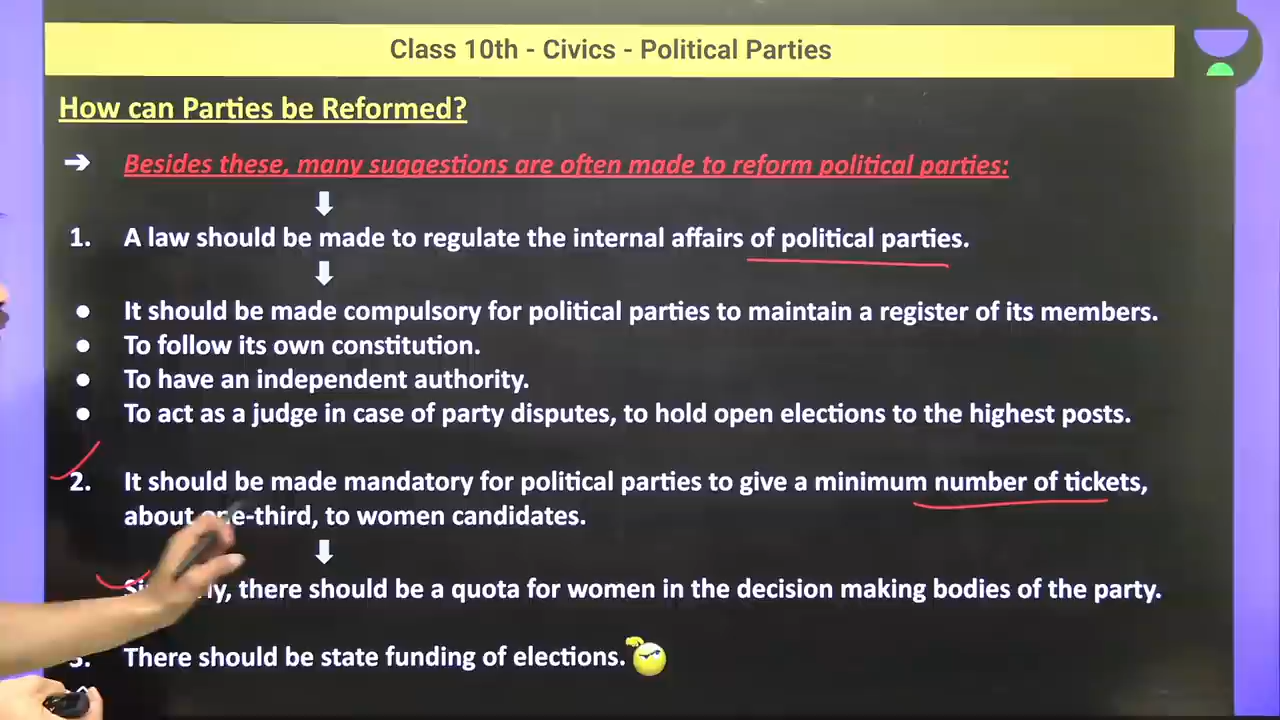 Class 10th - Civics - Political Parties
How can Parties be Reformed?
➔ Besides these, many suggestions are often made to reform political parties:
1. A law should be made to regulate the internal affairs of political parties.
● It should be made compulsory for political parties to maintain a register of its members.
● To follow its own constitution.
● To have an independent authority.
● To act as a judge in case of party disputes, to hold open elections to the highest posts.
2. It should be made mandatory for political parties to give a minimum number of tickets,
about one-third, to women candidates.
there should be a quota for women in the decision making bodies of the party.
3. There should be state funding of elections.